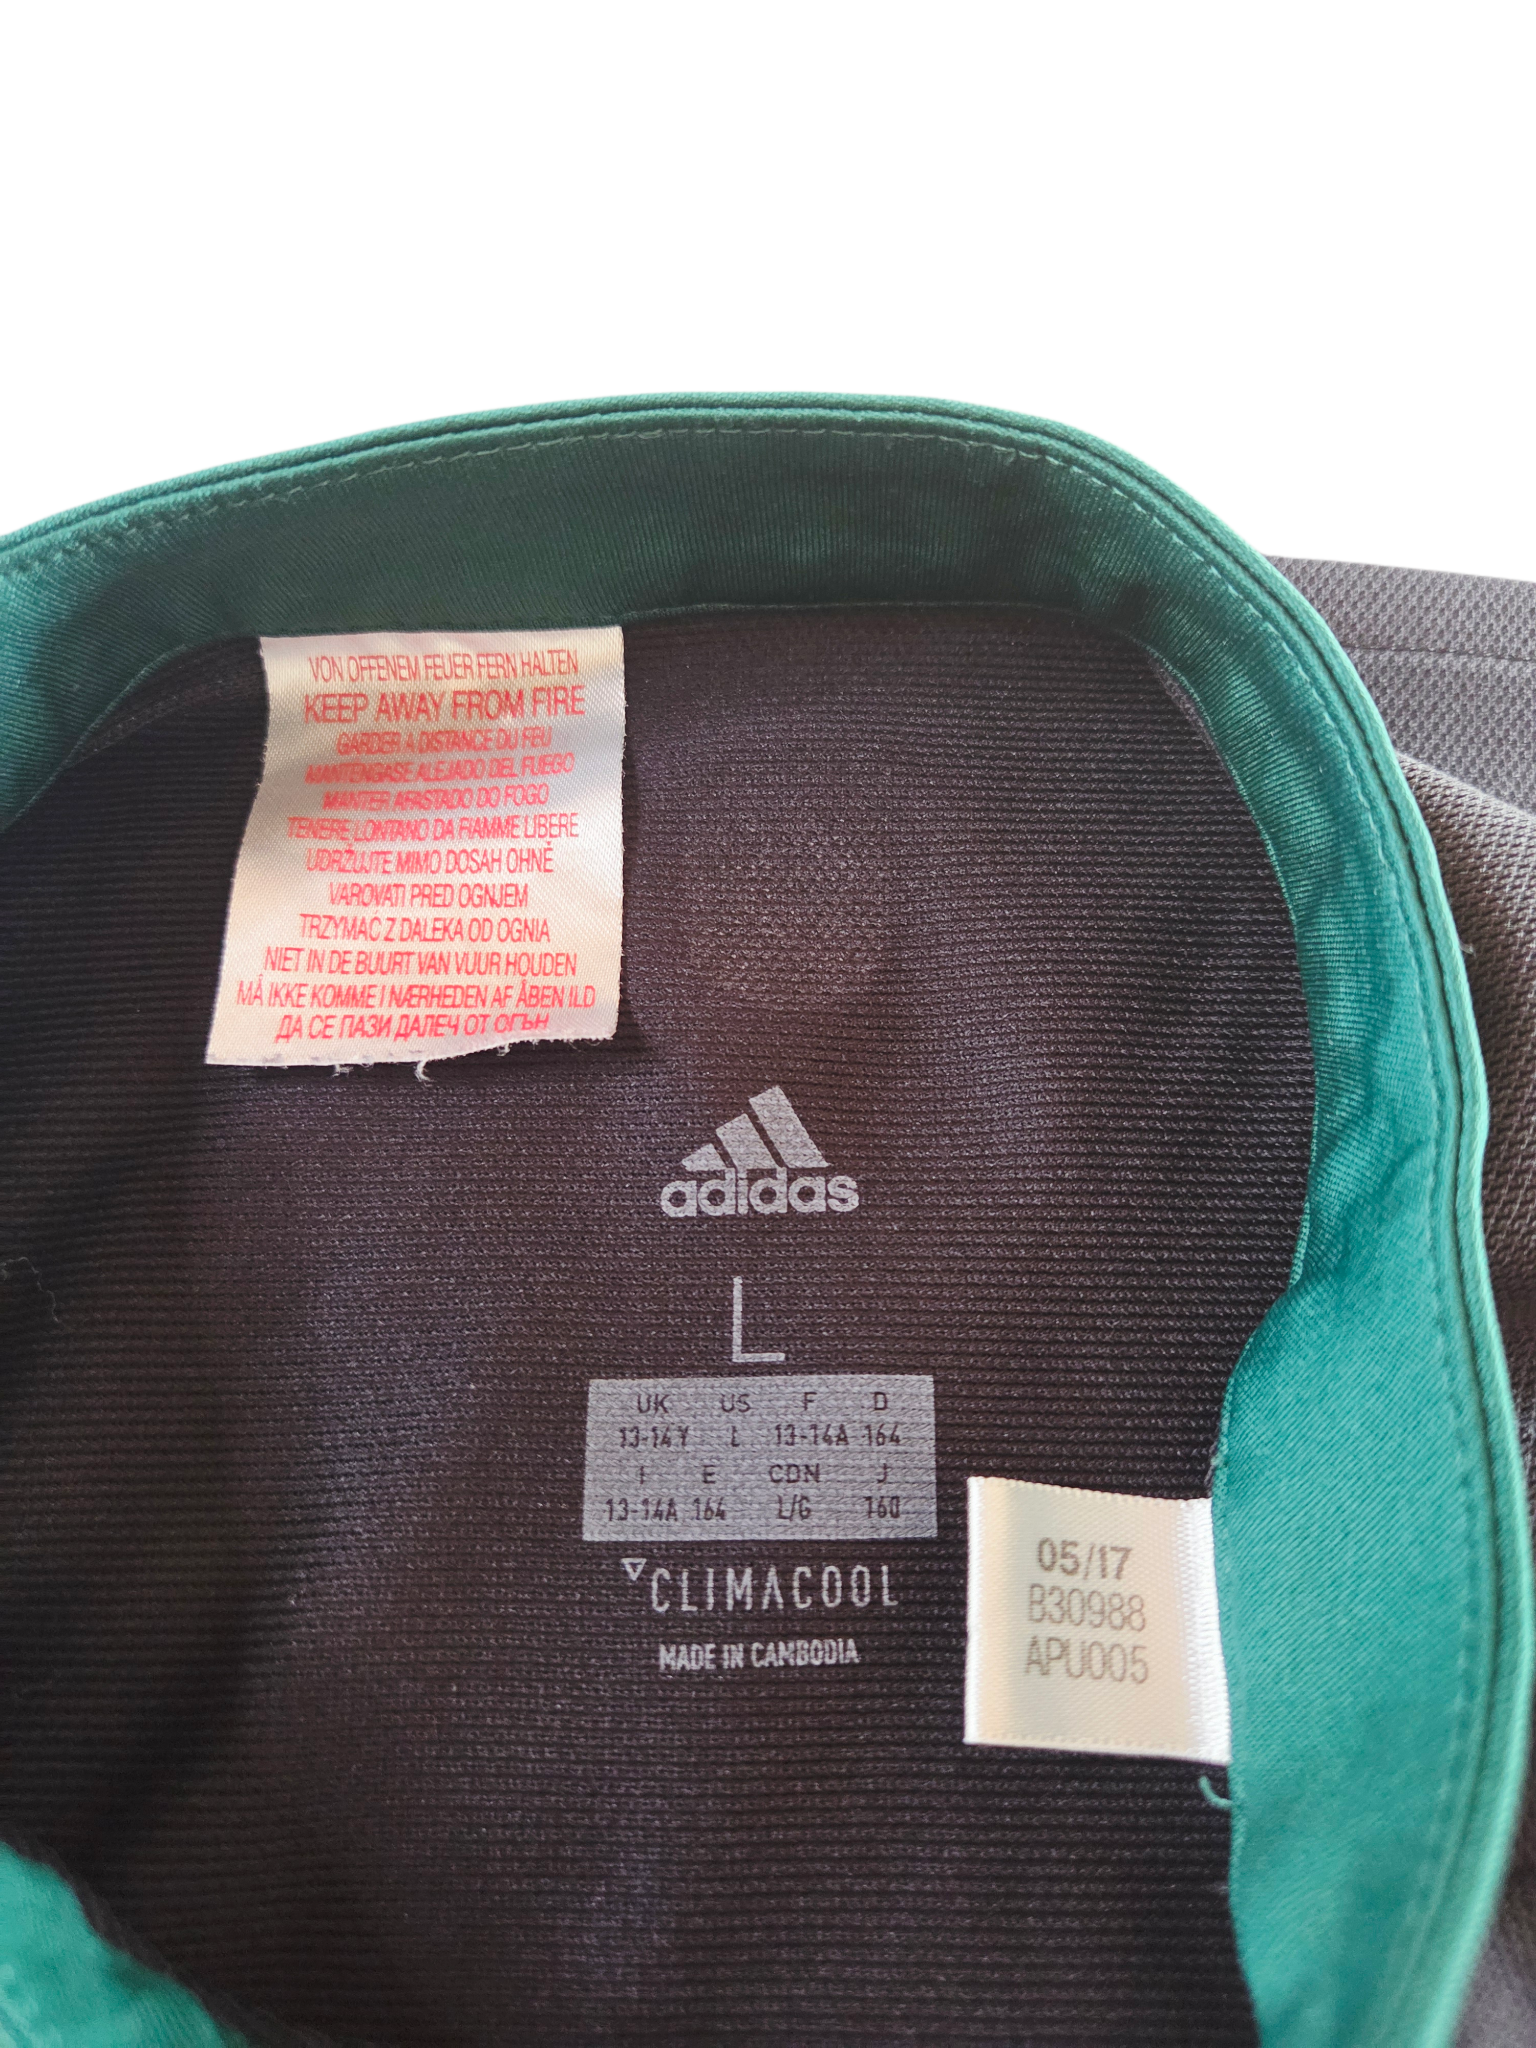 VON OFFENEM FEUER FERN HALTEN
KEEP AWAY FROM FIRE
GARDER A DISTANCE DU FEU
MANTENGASE ALEJADO DEL FUEGO
MANTER AFASTADO DO FOGO
TENERE LONTANO DA FIAMME LIBERE
UDRŽUJTE MIMO DOSAH OHNĚ
VAROVATI PRED OGNJEM
TRZYMAĆ Z DALEKA OD OGNIA
NIET IN DE BUURT VAN VUUR HOUDEN
MÅ IKKE KOMME I NÆRHEDEN AF ÅBEN ILD
ДА СЕ ПАЗИ ДАЛЕЧ ОТ ОГЪН
adidas
L
UK US F D
13-14Y L 13-14A 164
I E CDN J
13-14A 164 L/G 160
CLIMACOOL
MADE IN CAMBODIA
05/17
B30988
APU005